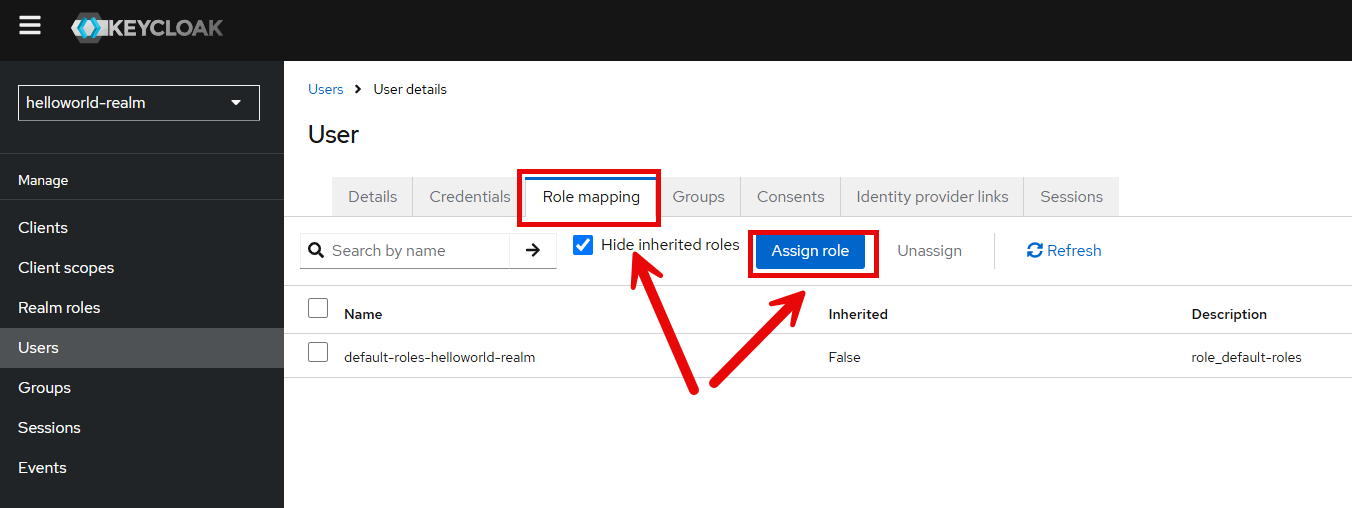 KEYCLOAK
helloworld-realm
Manage
Clients
Client scopes
Realm roles
Users
Groups
Sessions
Events
Users > User details
User
Details Credentials Role mapping Groups Consents Identity provider links Sessions
Search by name Hide inherited roles Assign role Unassign Refresh
Name Inherited Description
default-roles-helloworld-realm False role_default-roles